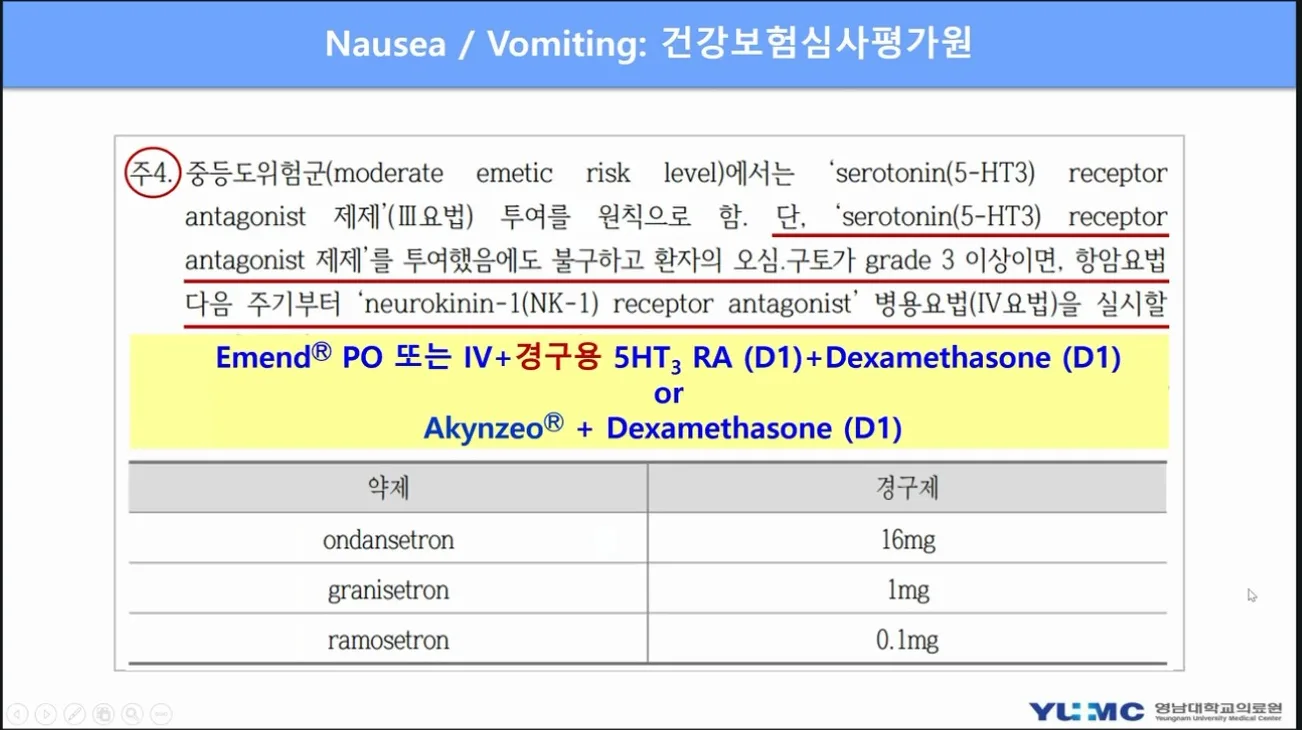 Nausea / Vomiting: 건강보험심사평가원
주4. 중등도위험군(moderate emetic risk level)에서는 ‘serotonin(5-HT3) receptor
antagonist 제제’(Ⅲ요법) 투여를 원칙으로 함. 단, ‘serotonin(5-HT3) receptor
antagonist 제제’를 투여했음에도 불구하고 환자의 오심.구토가 grade 3 이상이면, 항암요법
다음 주기부터 ‘neurokinin-1(NK-1) receptor antagonist’ 병용요법(IV요법)을 실시할
Emend® PO 또는 IV+경구용 5HT₃ RA (D1)+Dexamethasone (D1)
or
Akynzeo® + Dexamethasone (D1)
약제 경구제
ondansetron 16mg
granisetron 1mg
ramosetron 0.1mg
YUMC 영남대학교의료원
Yeungnam University Medical Center